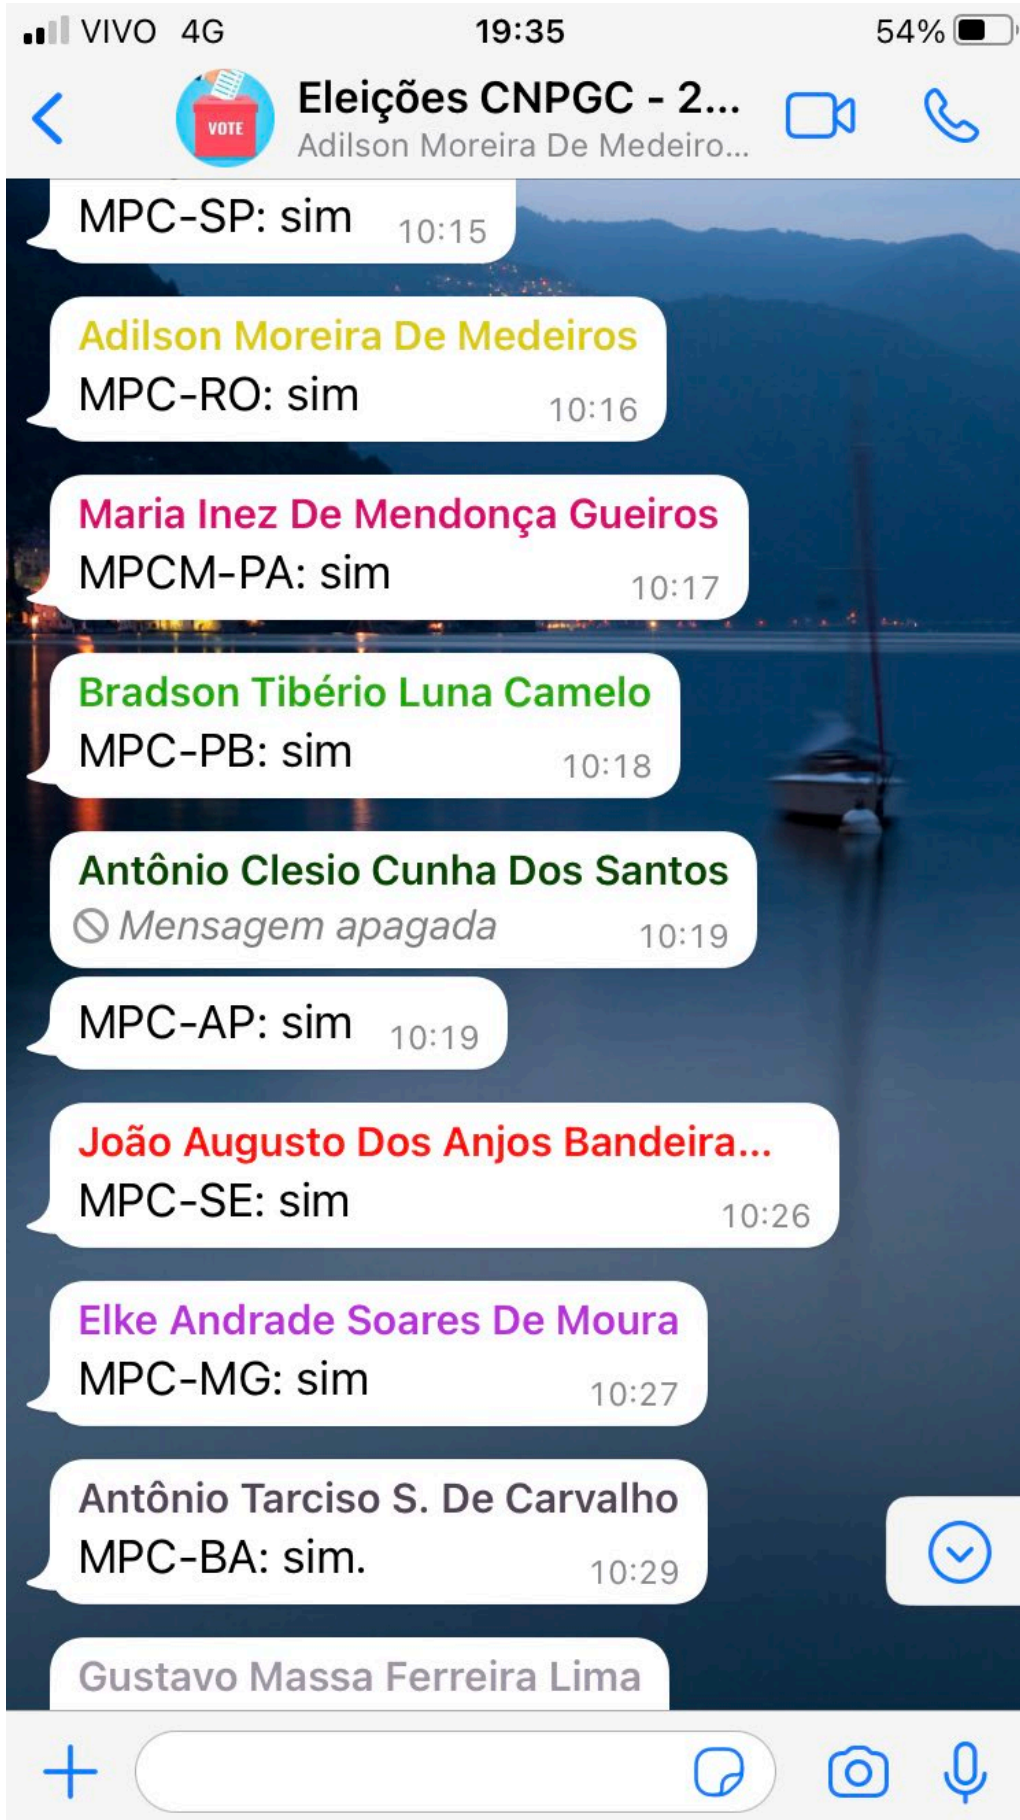 VIVO 4G 19:35 54%
Eleições CNPGC - 2...
VOTE
Adilson Moreira De Medeiro...
MPC-SP: sim 10:15
Adilson Moreira De Medeiros
MPC-RO: sim 10:16
Maria Inez De Mendonça Gueiros
MPCM-PA: sim 10:17
Bradson Tibério Luna Camelo
MPC-PB: sim 10:18
Antônio Clesio Cunha Dos Santos
Mensagem apagada 10:19
MPC-AP: sim 10:19
João Augusto Dos Anjos Bandeira...
MPC-SE: sim 10:26
Elke Andrade Soares De Moura
MPC-MG: sim 10:27
Antônio Tarciso S. De Carvalho
MPC-BA: sim. 10:29
Gustavo Massa Ferreira Lima